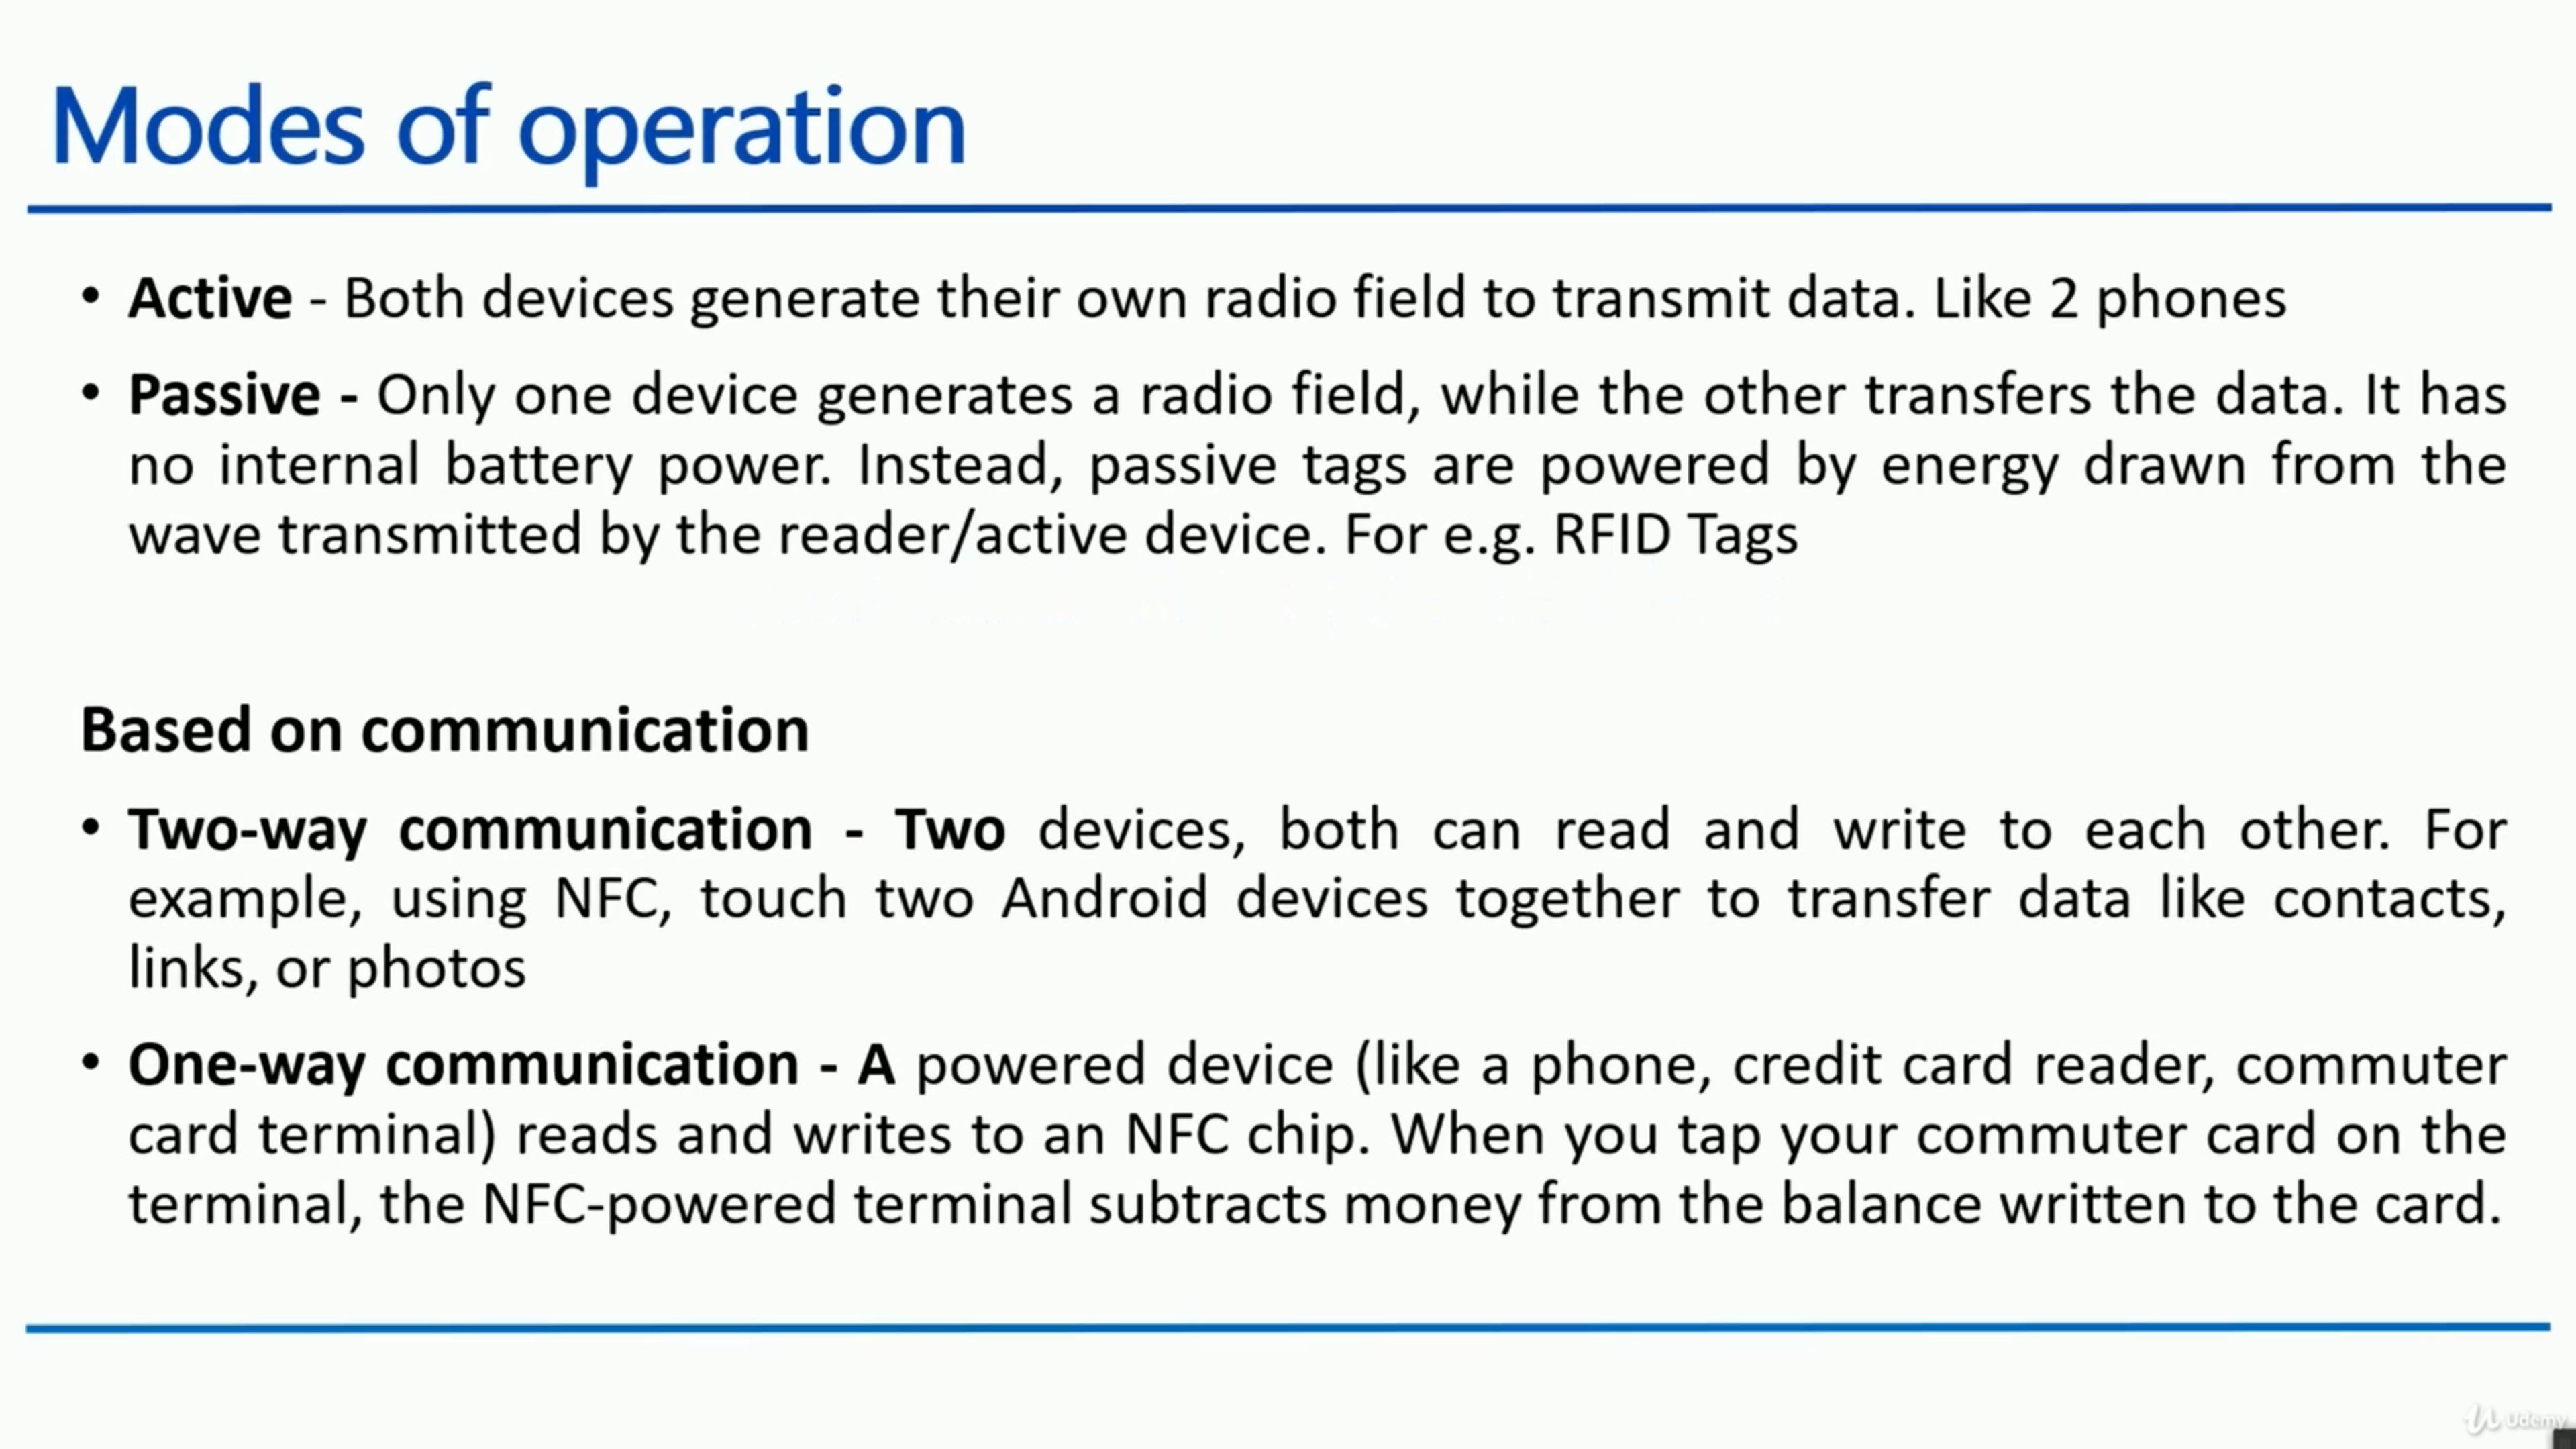 Modes of operation
• Active - Both devices generate their own radio field to transmit data. Like 2 phones
• Passive - Only one device generates a radio field, while the other transfers the data. It has
no internal battery power. Instead, passive tags are powered by energy drawn from the
wave transmitted by the reader/active device. For e.g. RFID Tags
Based on communication
• Two-way communication - Two devices, both can read and write to each other. For
example, using NFC, touch two Android devices together to transfer data like contacts,
links, or photos
• One-way communication - A powered device (like a phone, credit card reader, commuter
card terminal) reads and writes to an NFC chip. When you tap your commuter card on the
terminal, the NFC-powered terminal subtracts money from the balance written to the card.
Udemy